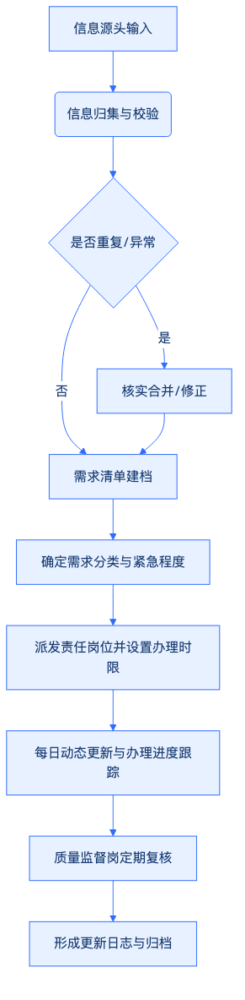 信息源头输入
信息归集与校验
是否重复/异常
是
否
核实合并/修正
需求清单建档
确定需求分类与紧急程度
派发责任岗位并设置办理时
限
每日动态更新与办理进度跟
踪
质量监督岗定期复核
形成更新日志与归档